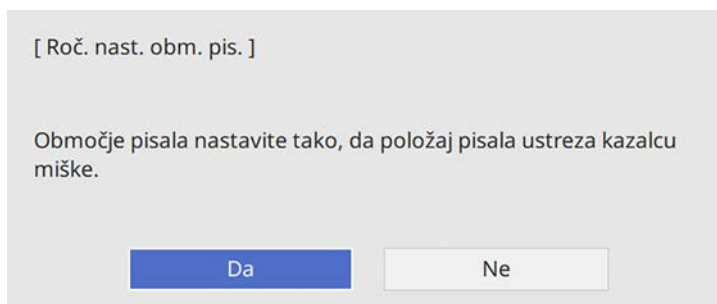 [ Roč. nast. obm. pis. ]
Območje pisala nastavite tako, da položaj pisala ustreza kazalcu
miške.
Da
Ne